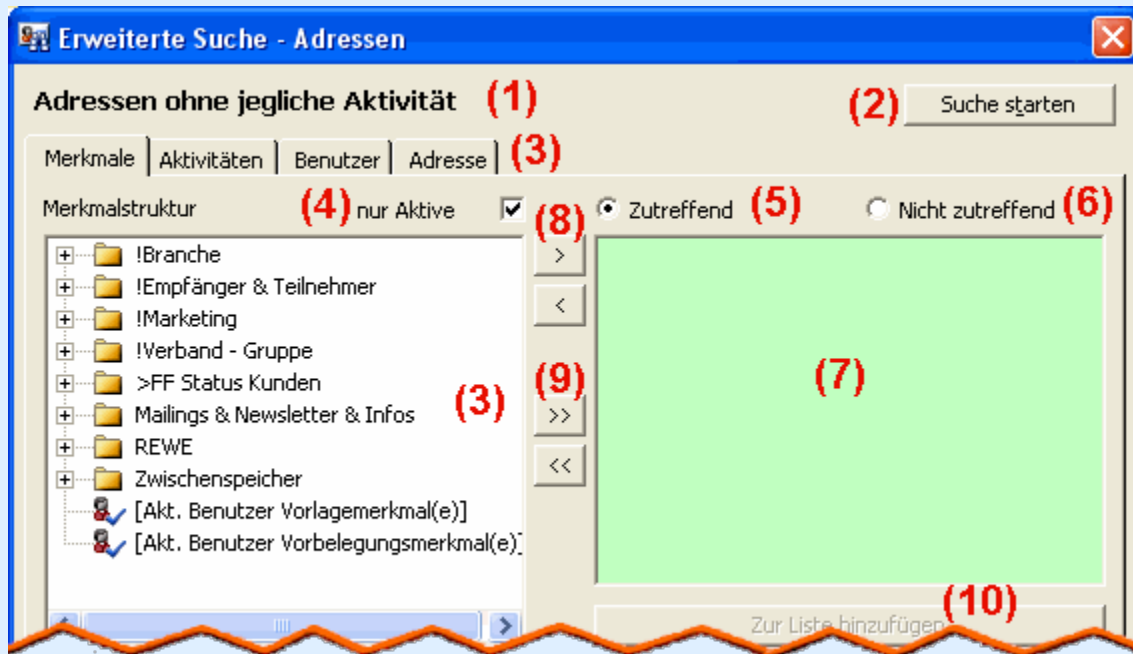 Erweiterte Suche - Adressen
Adressen ohne jegliche Aktivität (1) (2) Suche starten
Merkmale Aktivitäten Benutzer Adresse (3)
Merkmalstruktur (4) nur Aktive (8) Zutreffend (5) Nicht zutreffend (6)
!Branche >
!Empfänger & Teilnehmer
<
!Marketing
!Verband - Gruppe
>FF Status Kunden (3) (9) (7)
Mailings & Newsletter & Infos >>
REWE
<<
Zwischenspeicher
[Akt. Benutzer Vorlagemerkmal(e)]
[Akt. Benutzer Vorbelegungsmerkmal(e)]
(10)
Zur Liste hinzufügen